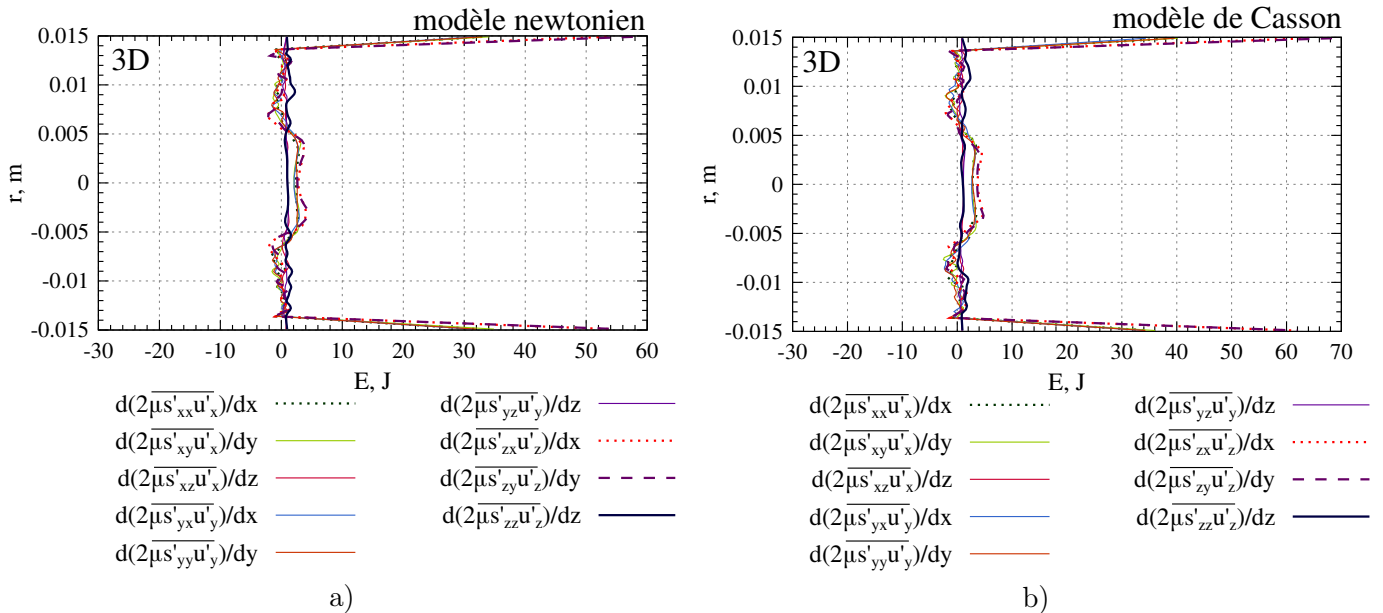 modèle newtonien
3D
0.015
0.01
0.005
0
-0.005
-0.01
-0.015
r, m
-30 -20 -10 0 10 20 30 40 50 60
E, J
d(2μs'xxu'x)/dx
d(2μs'xyu'x)/dy
d(2μs'xzu'x)/dz
d(2μs'yxu'y)/dx
d(2μs'yyu'y)/dy
d(2μs'yzu'y)/dz
d(2μs'zxu'z)/dx
d(2μs'zyu'z)/dy
d(2μs'zzu'z)/dz
a)
modèle de Casson
3D
0.015
0.01
0.005
0
-0.005
-0.01
-0.015
r, m
-30 -20 -10 0 10 20 30 40 50 60 70
E, J
d(2μs'xxu'x)/dx
d(2μs'xyu'x)/dy
d(2μs'xzu'x)/dz
d(2μs'yxu'y)/dx
d(2μs'yyu'y)/dy
d(2μs'yzu'y)/dz
d(2μs'zxu'z)/dx
d(2μs'zyu'z)/dy
d(2μs'zzu'z)/dz
b)